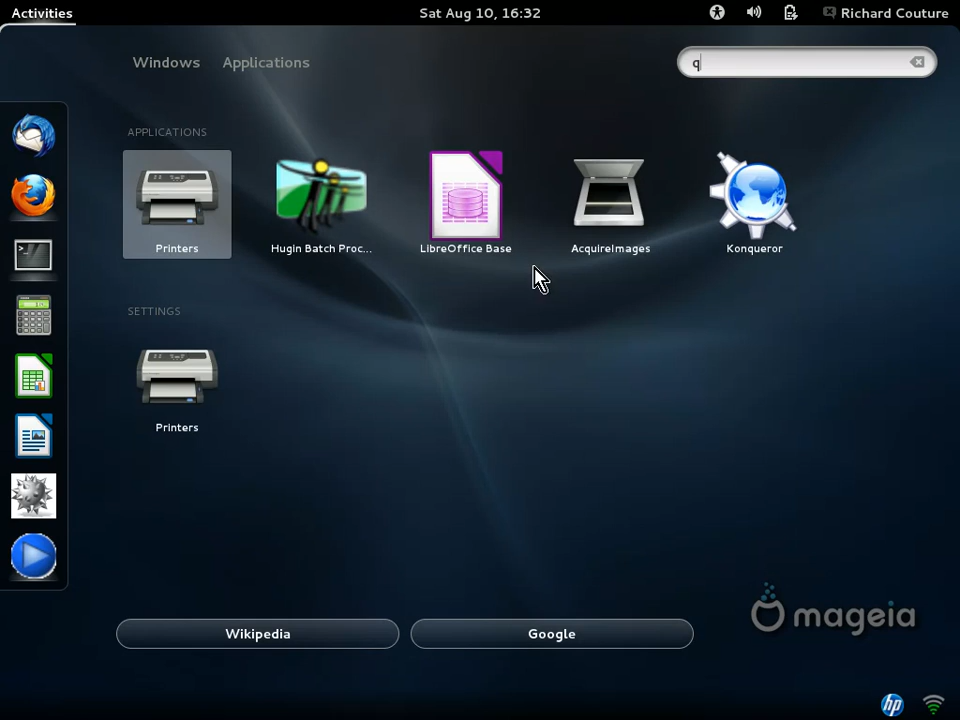 Activities
Sat Aug 10, 16:32
Richard Couture
Windows
Applications
q
APPLICATIONS
Printers
Hugin Batch Proc...
LibreOffice Base
AcquireImages
Konqueror
SETTINGS
Printers
Wikipedia
Google
mageia
hp